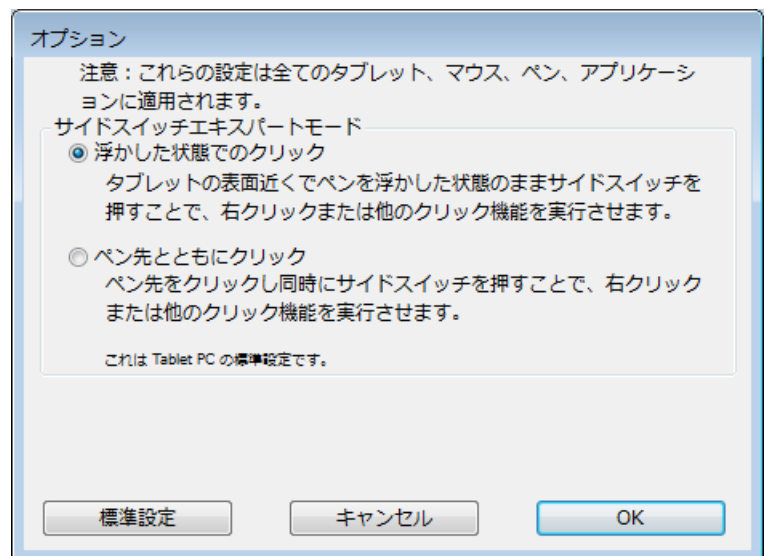 オプション
注意：これらの設定は全てのタブレット、マウス、ペン、アプリケーシ
ョンに適用されます。
サイドスイッチエキスパートモード
浮かした状態でのクリック
タブレットの表面近くでペンを浮かした状態のままサイドスイッチを
押すことで、右クリックまたは他のクリック機能を実行させます。
ペン先とともにクリック
ペン先をクリックし同時にサイドスイッチを押すことで、右クリック
または他のクリック機能を実行させます。
これは Tablet PC の標準設定です。
標準設定
キャンセル
OK